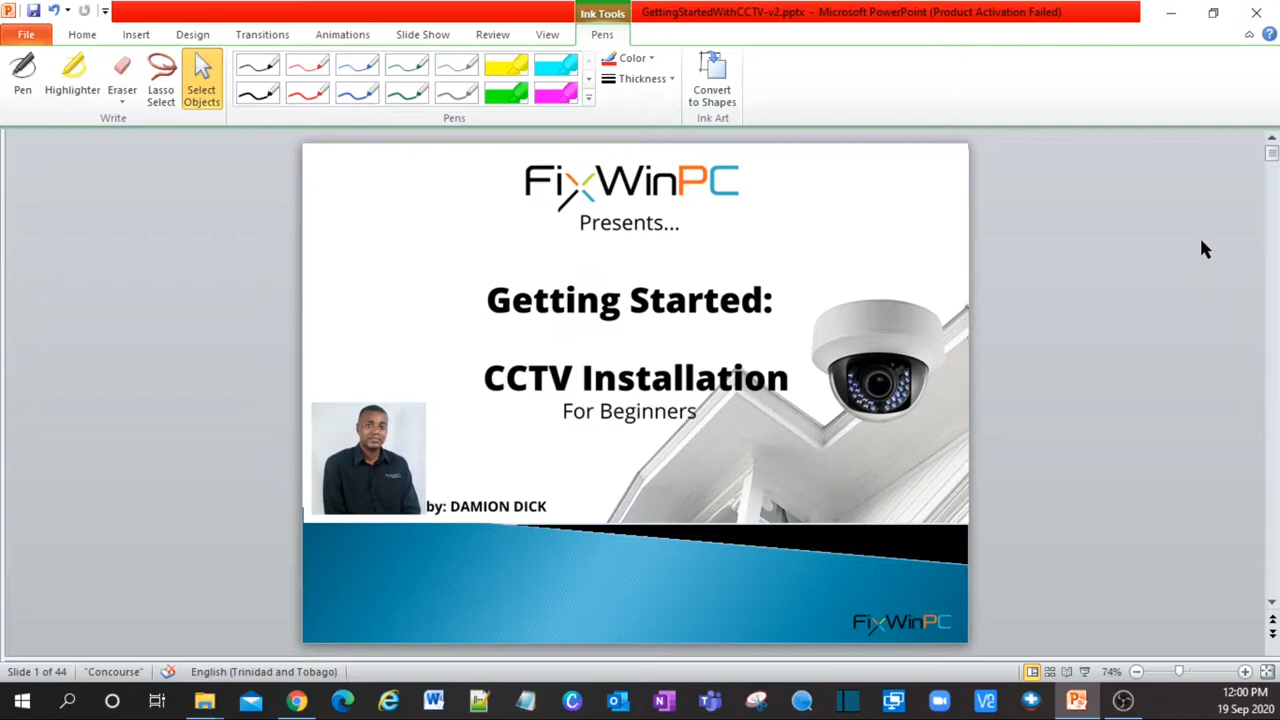 Ink Tools
GettingStartedWithCCTV-v2.pptx - Microsoft PowerPoint (Product Activation Failed)
File Home Insert Design Transitions Animations Slide Show Review View Pens
Pen
Highlighter
Eraser
Lasso Select
Select Objects
Color
Thickness
Convert to Shapes
Write
Pens
Ink Art
FixWinPC
Presents...
Getting Started:
CCTV Installation
For Beginners
by: DAMION DICK
FixWinPC
Slide 1 of 44 "Concourse" English (Trinidad and Tobago) 74%
12:00 PM
19 Sep 2020